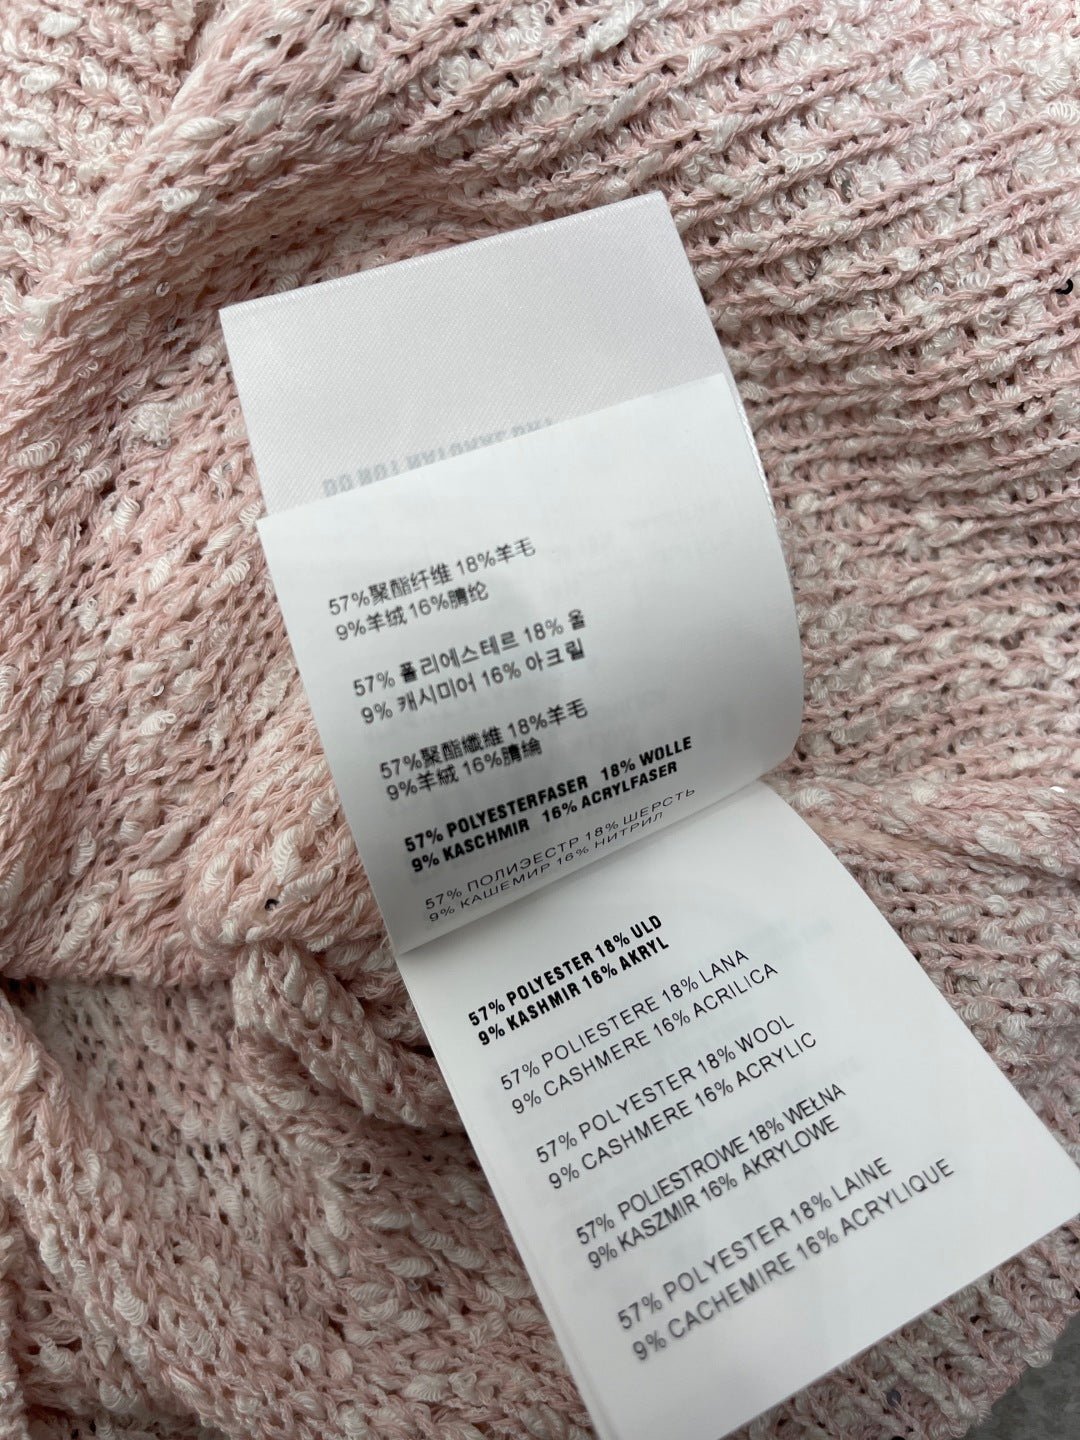 DO NOT
57%聚酯纤维 18%羊毛
9%羊绒16%腈纶
57% 폴리에스테르 18% 울
9% 캐시미어 16% 아크릴
57%聚酯纖維 18%羊毛
9%羊絨 16%腈綸
57% POLYESTERFASER 18% WOLLE
9% KASCHMIR 16% ACRYLFASER
57% ПОЛИЭЕСТР 18% ШЕРСТЬ
9% КАШЕМИР 16% НИТРИЛ
57% POLYESTER 18% ULD
9% KASHMIR 16% AKRYL
57% POLIESTERE 18% LANA
9% CASHMERE 16% ACRILICA
57% POLYESTER 18% WOOL
9% CASHMERE 16% ACRYLIC
57% POLIESTROWE 18% WEŁNA
9% KASZMIR 16% AKRYLOWE
57% POLYESTER 18% LAINE
9% CACHEMIRE 16% ACRYLIQUE